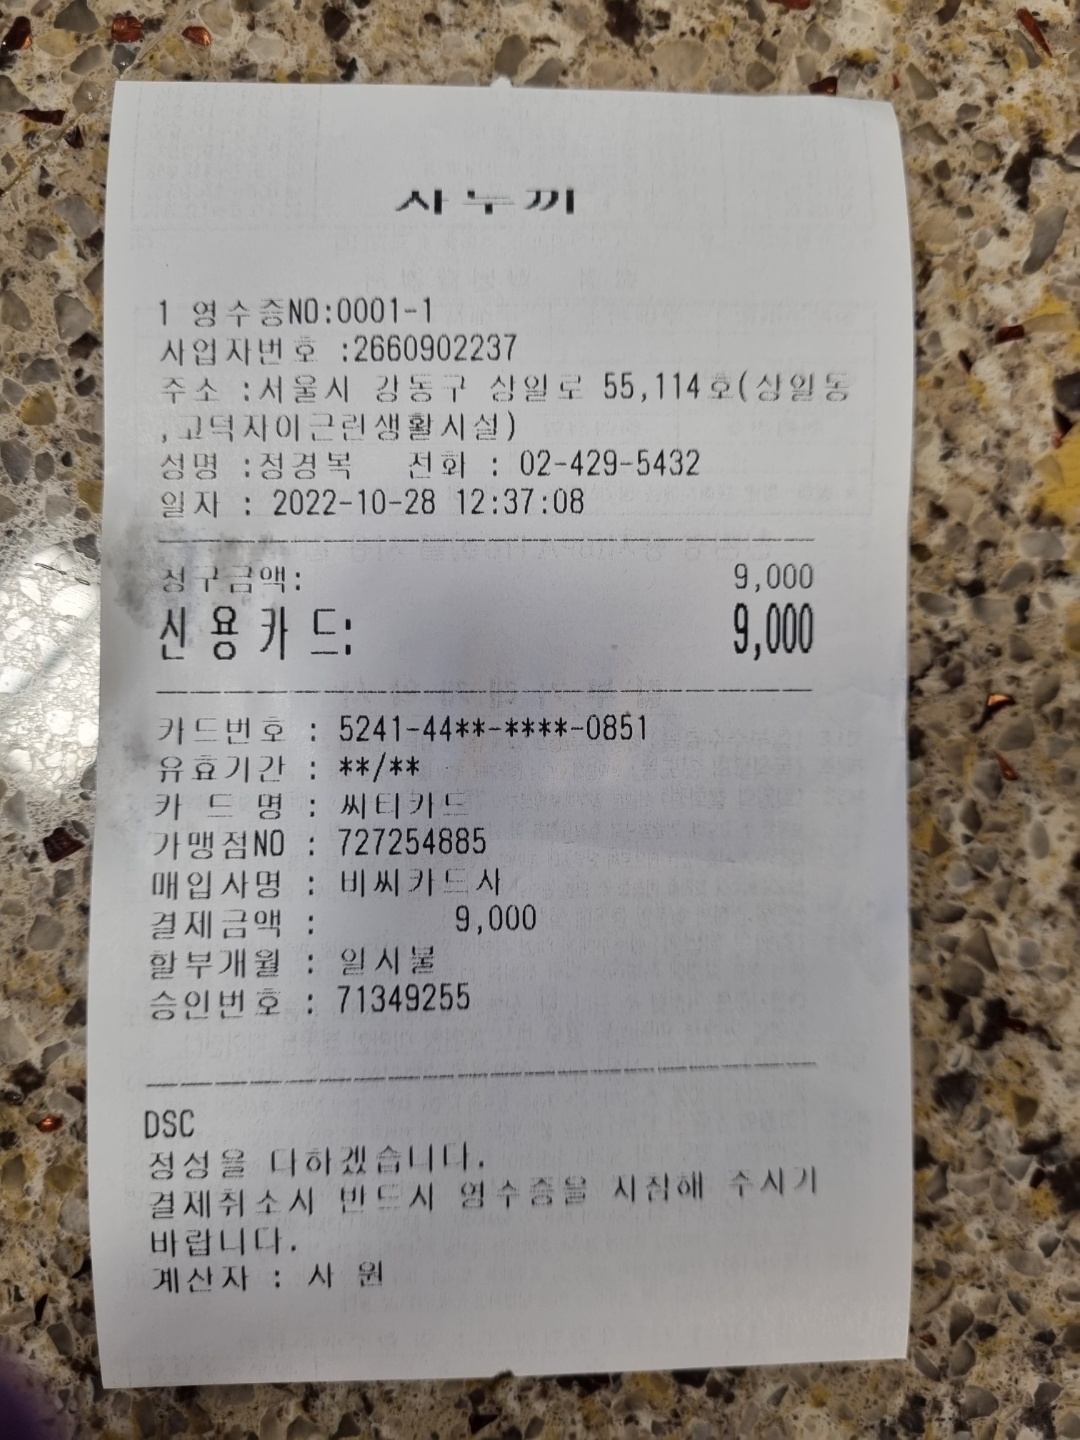 사누끼
1 영수증NO:0001-1
사업자번호 :2660902237
주소 :서울시 강동구 상일로 55,114호(상일동
,고덕자이근린생활시설)
성명 :정경복 전화 : 02-429-5432
일자 : 2022-10-28 12:37:08
청구금액: 9,000
신용카드: 9,000
카드번호 : 5241-44**-****-0851
유효기간 : **/**
카 드 명 : 씨티카드
가맹점NO : 727254885
매입사명 : 비씨카드사
결제금액 : 9,000
할부개월 : 일시불
승인번호 : 71349255
DSC
정성을 다하겠습니다.
결제취소시 반드시 영수증을 지참해 주시기
바랍니다.
계산자 : 사 원